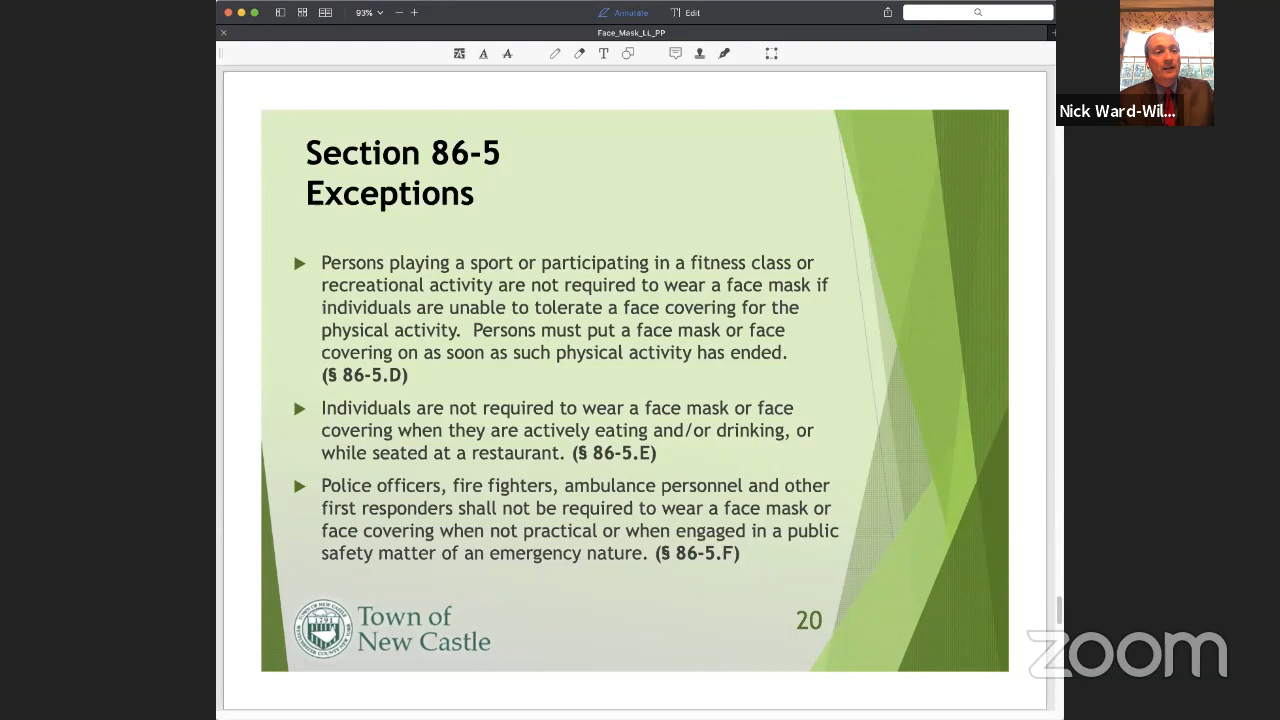 93%
Annotate
Edit
Face_Mask_LL_PP
Nick Ward-Wil...
Section 86-5
Exceptions
Persons playing a sport or participating in a fitness class or
recreational activity are not required to wear a face mask if
individuals are unable to tolerate a face covering for the
physical activity.  Persons must put a face mask or face
covering on as soon as such physical activity has ended.
(§ 86-5.D)
Individuals are not required to wear a face mask or face
covering when they are actively eating and/or drinking, or
while seated at a restaurant. (§ 86-5.E)
Police officers, fire fighters, ambulance personnel and other
first responders shall not be required to wear a face mask or
face covering when not practical or when engaged in a public
safety matter of an emergency nature. (§ 86-5.F)
Town of
New Castle
20
zoom